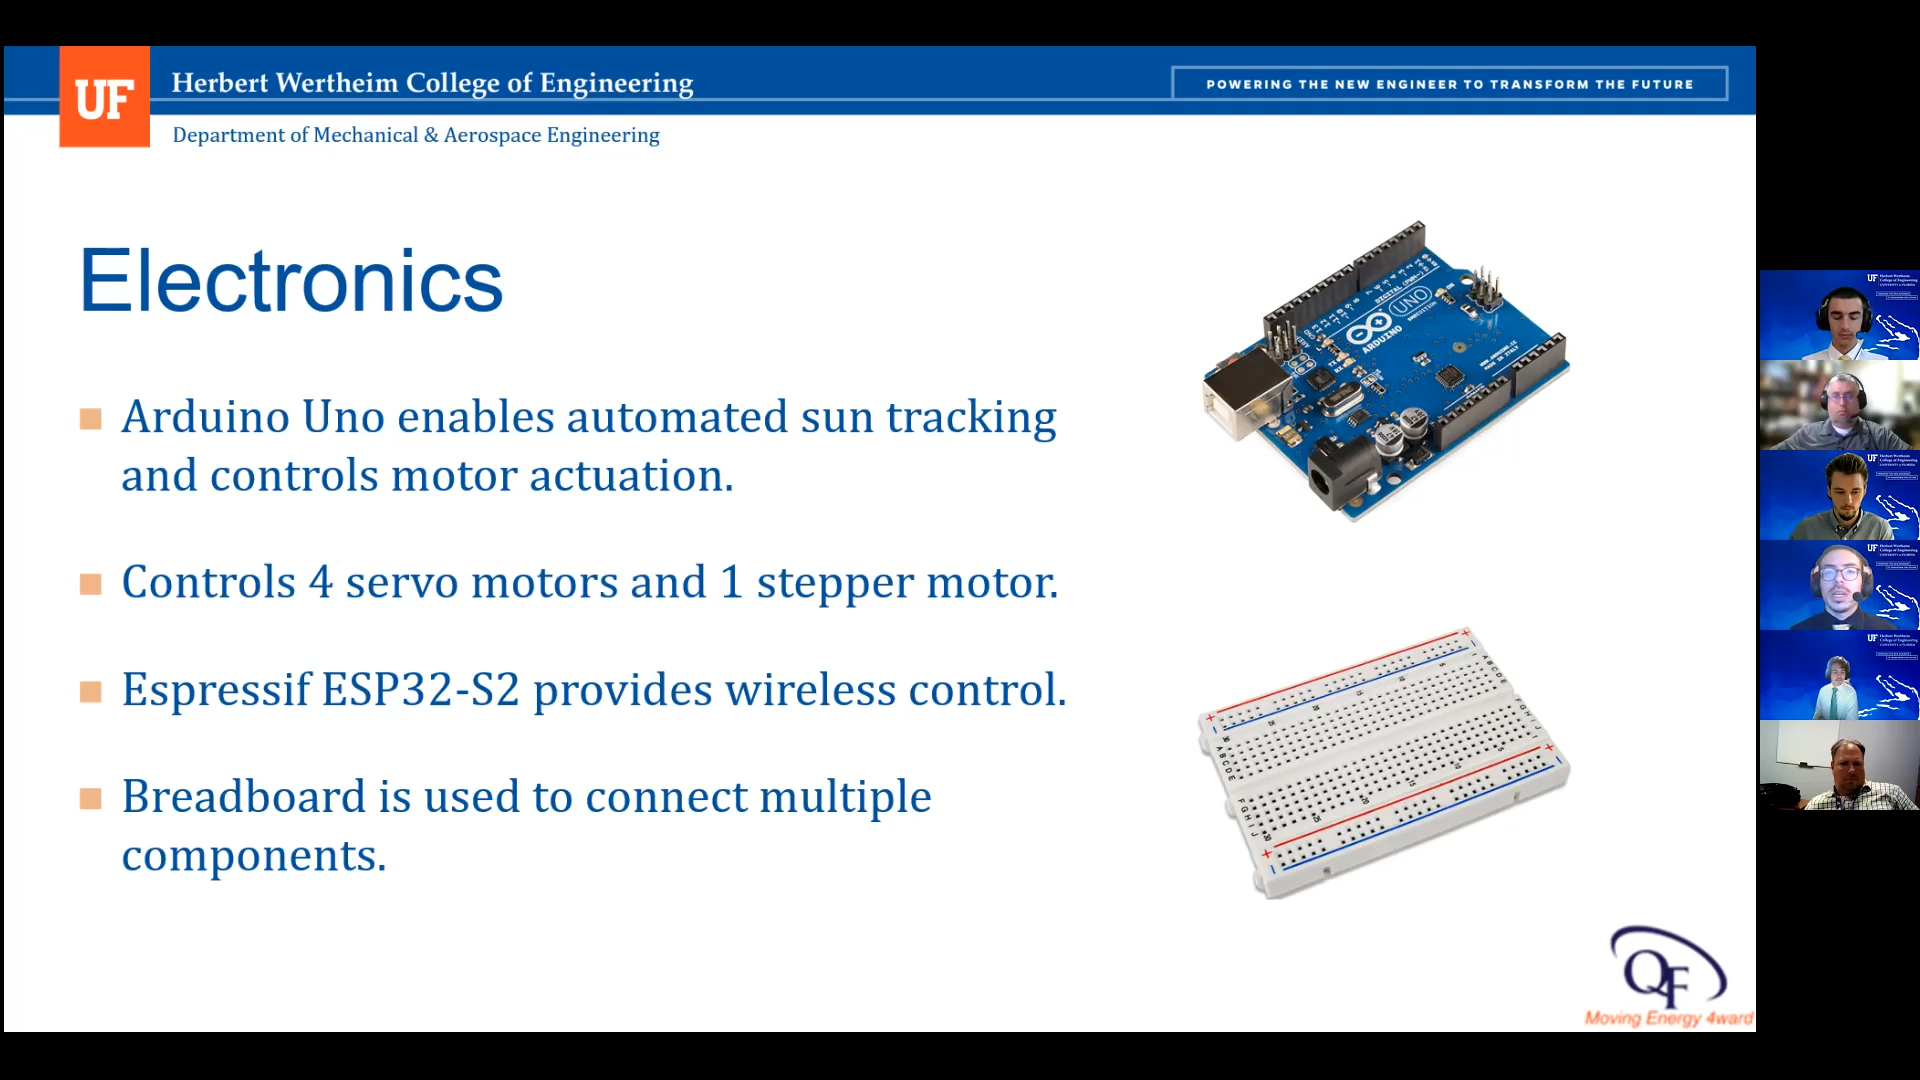 UF
Herbert Wertheim College of Engineering
POWERING THE NEW ENGINEER TO TRANSFORM THE FUTURE
Department of Mechanical & Aerospace Engineering
Electronics
Arduino Uno enables automated sun tracking
and controls motor actuation.
Controls 4 servo motors and 1 stepper motor.
Espressif ESP32-S2 provides wireless control.
Breadboard is used to connect multiple
components.
UNO
ARDUINO
QF
Moving Energy 4ward